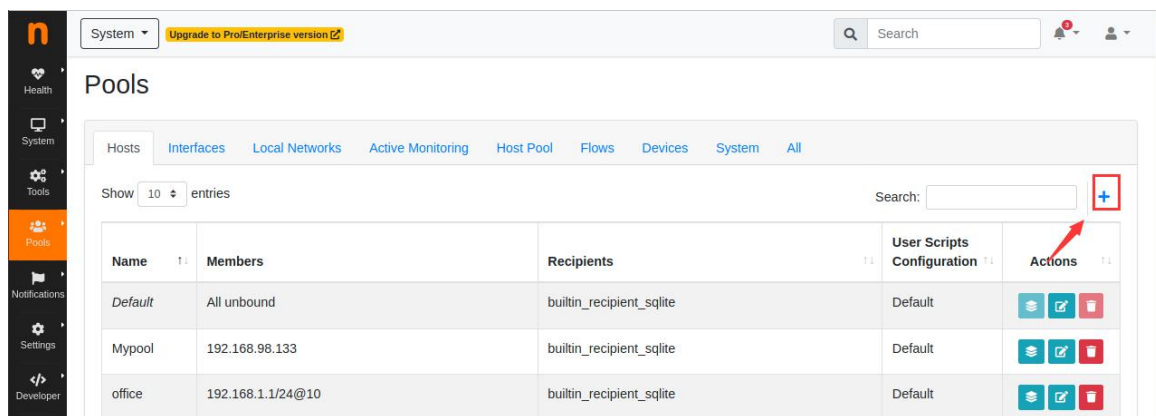 n
System
Upgrade to Pro/Enterprise version
Search
3
Health
System
Tools
Pools
Notifications
Settings
Developer
Pools
Hosts Interfaces Local Networks Active Monitoring Host Pool Flows Devices System All
Show 10 entries
Search:
+
Name Members Recipients User Scripts Configuration Actions
Default All unbound builtin_recipient_sqlite Default
Mypool 192.168.98.133 builtin_recipient_sqlite Default
office 192.168.1.1/24@10 builtin_recipient_sqlite Default